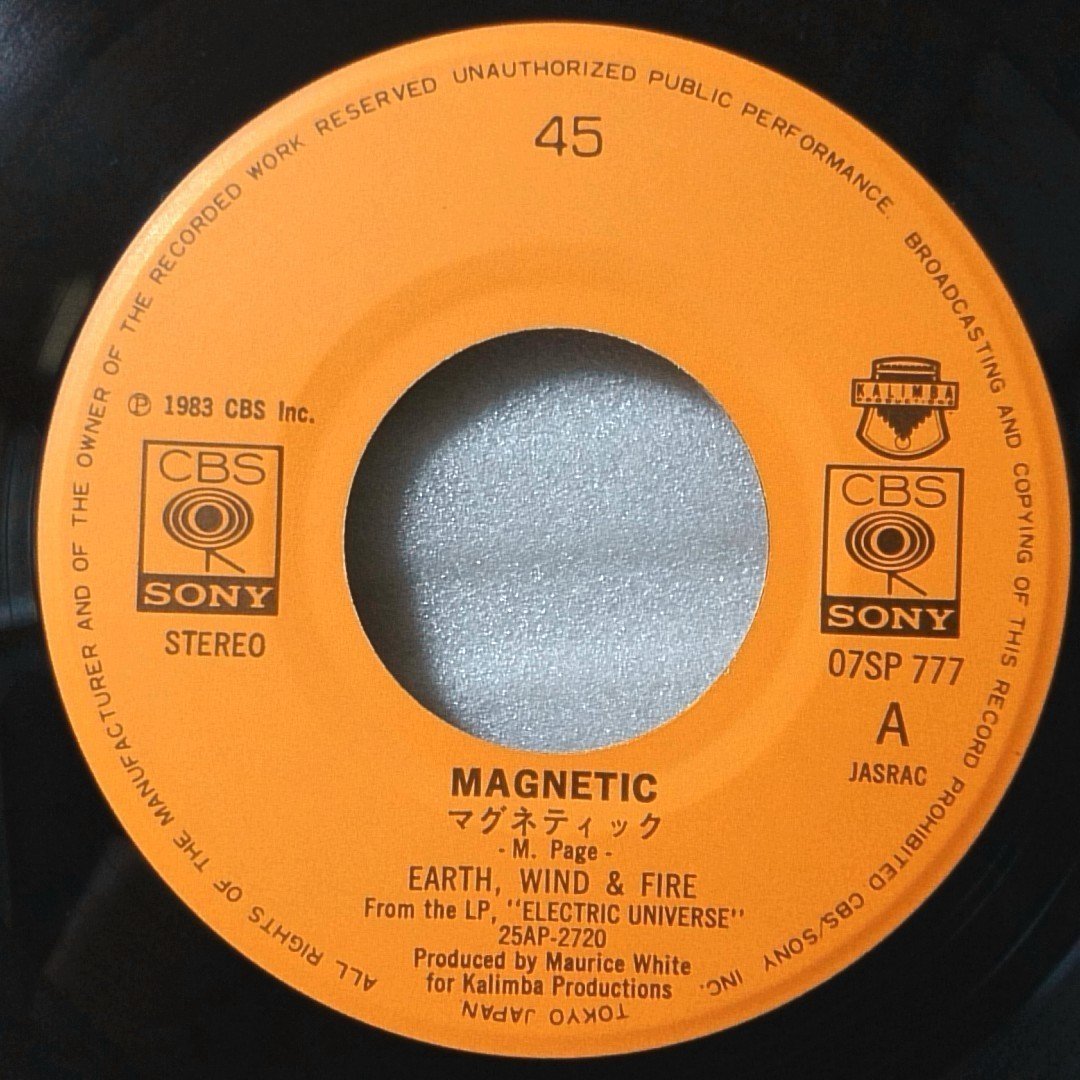 ALL RIGHTS OF THE MANUFACTURER AND OF THE OWNER OF THE RECORDED WORK RESERVED UNAUTHORIZED PUBLIC PERFORMANCE. BROADCASTING AND COPYING OF THIS RECORD PROHIBITED CBS/SONY INC.
TOKYO JAPAN
45
Ⓟ 1983 CBS Inc.
CBS
SONY
STEREO
KALIMBA
PRODUCTIONS
CBS
SONY
07SP 777
A
JASRAC
MAGNETIC
マグネティック
- M. Page -
EARTH, WIND & FIRE
From the LP, "ELECTRIC UNIVERSE"
25AP-2720
Produced by Maurice White
for Kalimba Productions